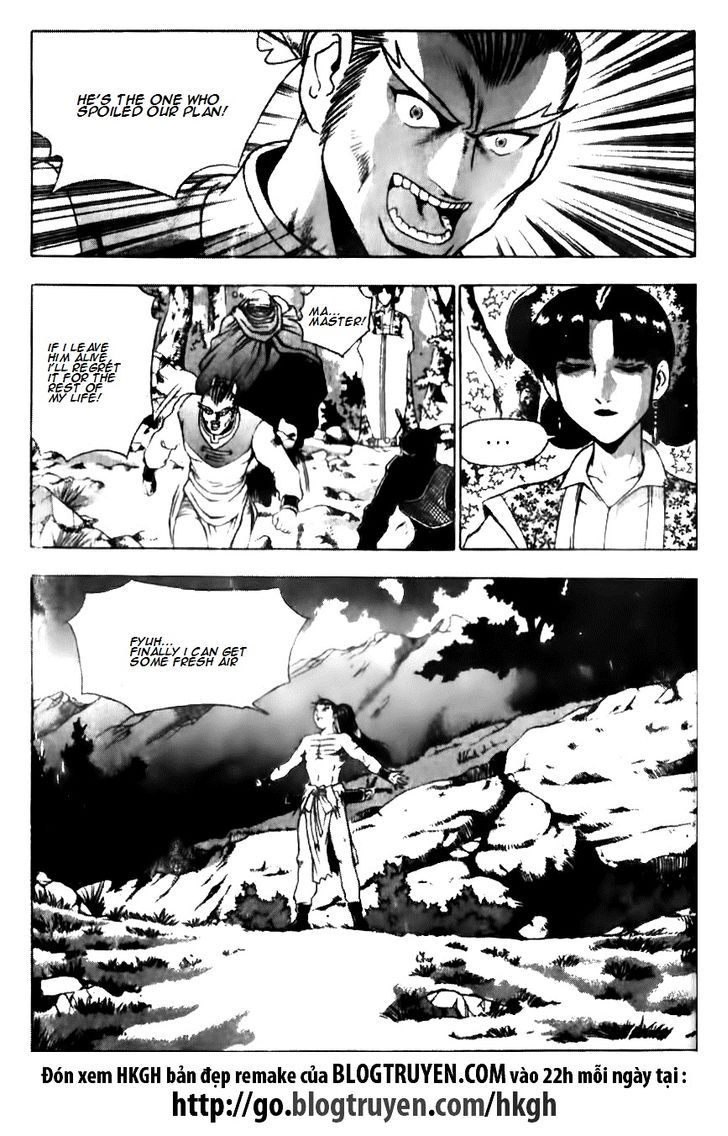 HE'S THE ONE WHO
SPOILED OUR PLAN!
IF I LEAVE
HIM ALIVE,
I'LL REGRET
IT FOR THE
REST OF
MY LIFE!
MA...
MASTER!
...
FYUH...
FINALLY I CAN GET
SOME FRESH AIR
Đón xem HKGH bản đẹp remake của BLOGTRUYEN.COM vào 22h mỗi ngày tại :
http://go.blogtruyen.com/hkgh